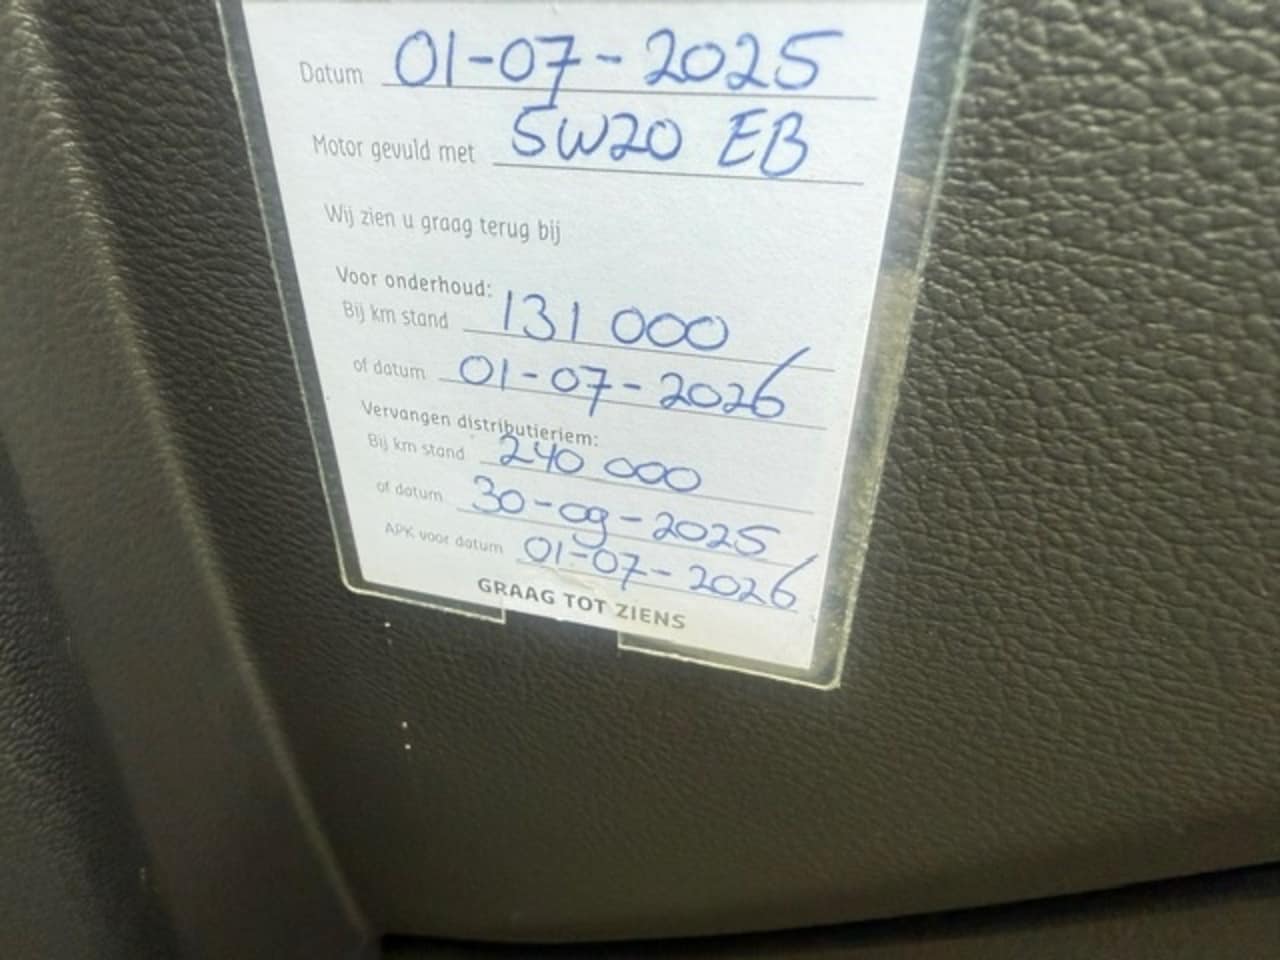 Datum 01-07-2025
Motor gevuld met 5W20 EB
Wij zien u graag terug bij
Voor onderhoud:
Bij km stand 131 000
of datum 01-07-2026
Vervangen distributieriem:
Bij km stand 240 000
of datum 30-09-2025
APK voor datum 01-07-2026
GRAAG TOT ZIENS